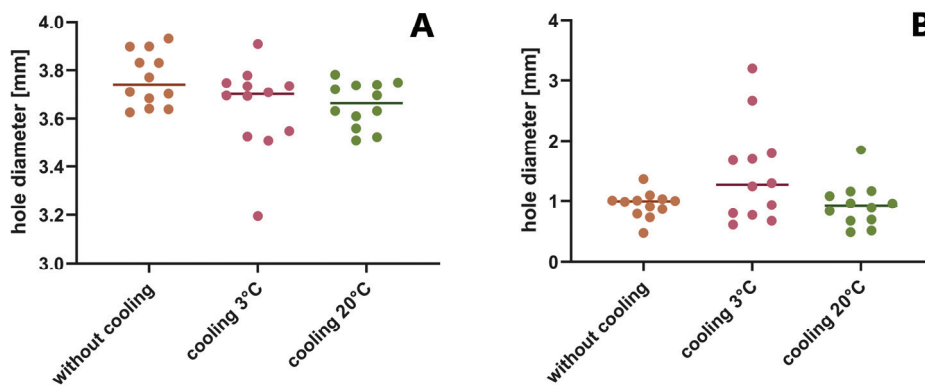 A
hole diameter [mm]
4.0
3.8
3.6
3.4
3.2
3.0
without cooling
cooling 3°C
cooling 20°C
B
hole diameter [mm]
4
3
2
1
0
without cooling
cooling 3°C
cooling 20°C